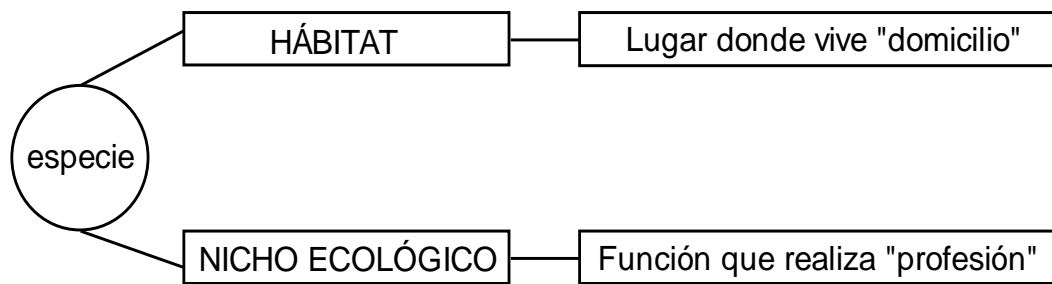 HÁBITAT
Lugar donde vive "domicilio"
especie
NICHO ECOLÓGICO
Función que realiza "profesión"